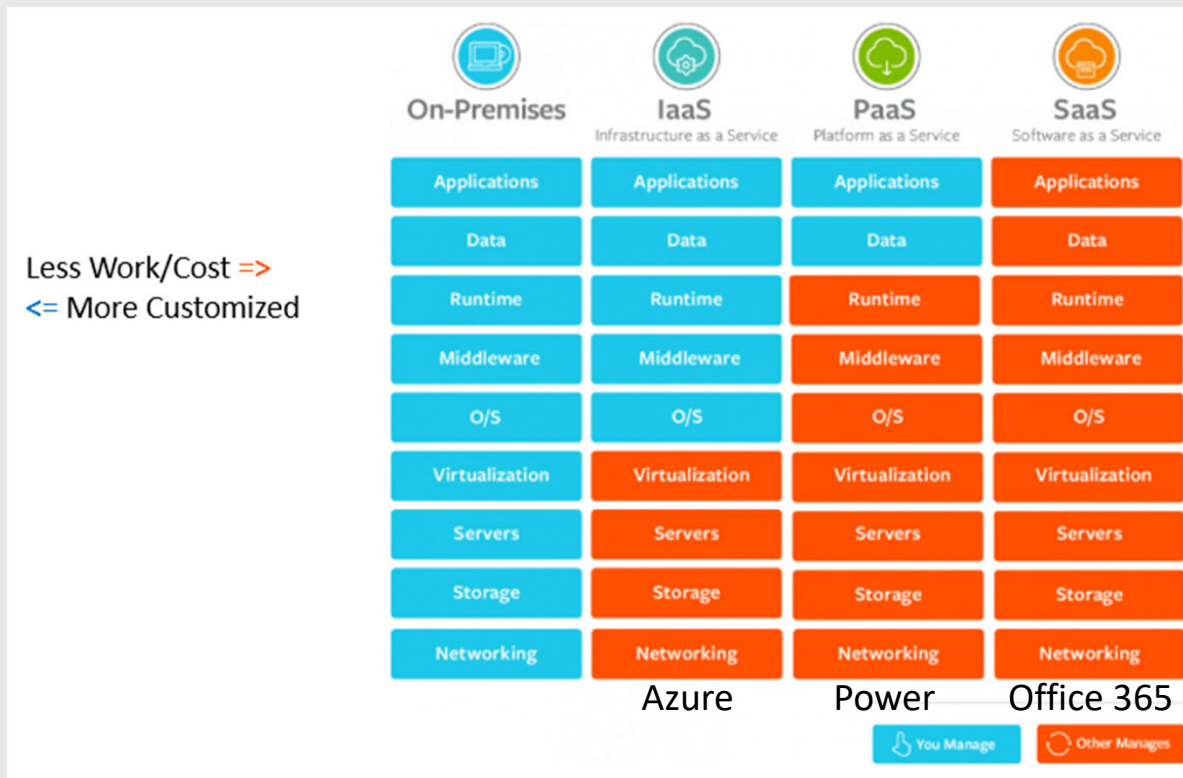 On-Premises IaaS PaaS SaaS
Infrastructure as a Service Platform as a Service Software as a Service
Applications Applications Applications Applications
Data Data Data Data
Less Work/Cost =>
<= More Customized
Runtime Runtime Runtime Runtime
Middleware Middleware Middleware Middleware
O/S O/S O/S O/S
Virtualization Virtualization Virtualization Virtualization
Servers Servers Servers Servers
Storage Storage Storage Storage
Networking Networking Networking Networking
Azure Power Office 365
You Manage Other Manages